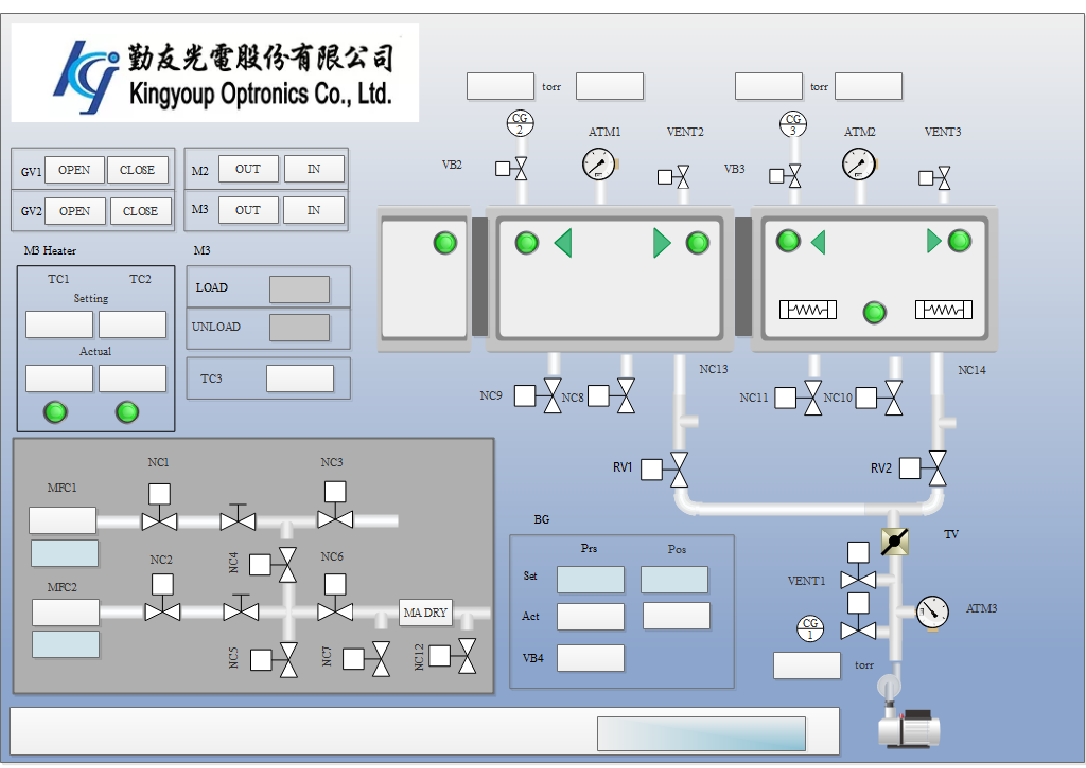 勤友光電股份有限公司
Kingyoup Optronics Co., Ltd.
torr
torr
CG 2
ATM1
VENT2
CG 3
ATM2
VENT3
VB2
VB3
GV1 OPEN CLOSE
M2 OUT IN
GV2 OPEN CLOSE
M3 OUT IN
M3 Heater
M3
TC1 TC2
Setting
LOAD
UNLOAD
Actual
TC3
NC13
NC14
NC9
NC8
NC11
NC10
RV1
RV2
NC1
NC3
MFC1
NC4
NC2
NC6
MFC2
MA DRY
NC5
NC7
NC12
BG
Prs Pos
Set
Act
VB4
TV
VENT1
ATM3
CG 1
torr